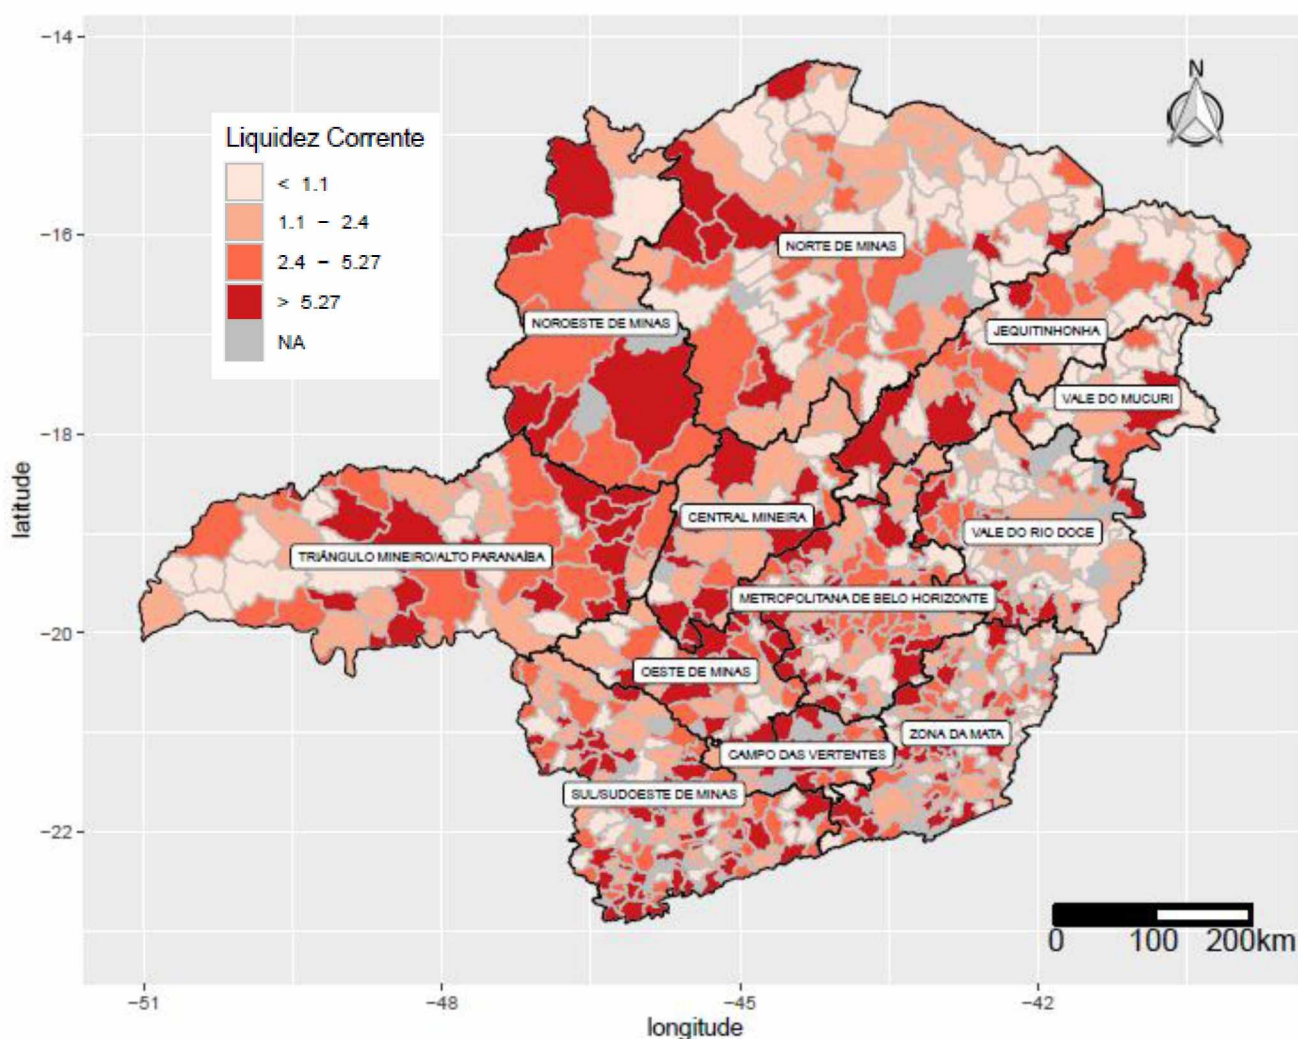 −14
N
Liquidez Corrente
< 1.1
1.1 − 2.4
2.4 − 5.27
> 5.27
NA
−16
NORTE DE MINAS
NOROESTE DE MINAS
JEQUITINHONHA
VALE DO MUCURI
−18
latitude
CENTRAL MINEIRA
VALE DO RIO DOCE
TRIÂNGULO MINEIRO/ALTO PARANAÍBA
METROPOLITANA DE BELO HORIZONTE
−20
OESTE DE MINAS
ZONA DA MATA
CAMPO DAS VERTENTES
SUL/SUDOESTE DE MINAS
−22
0 100 200km
−51 −48 −45 −42
longitude